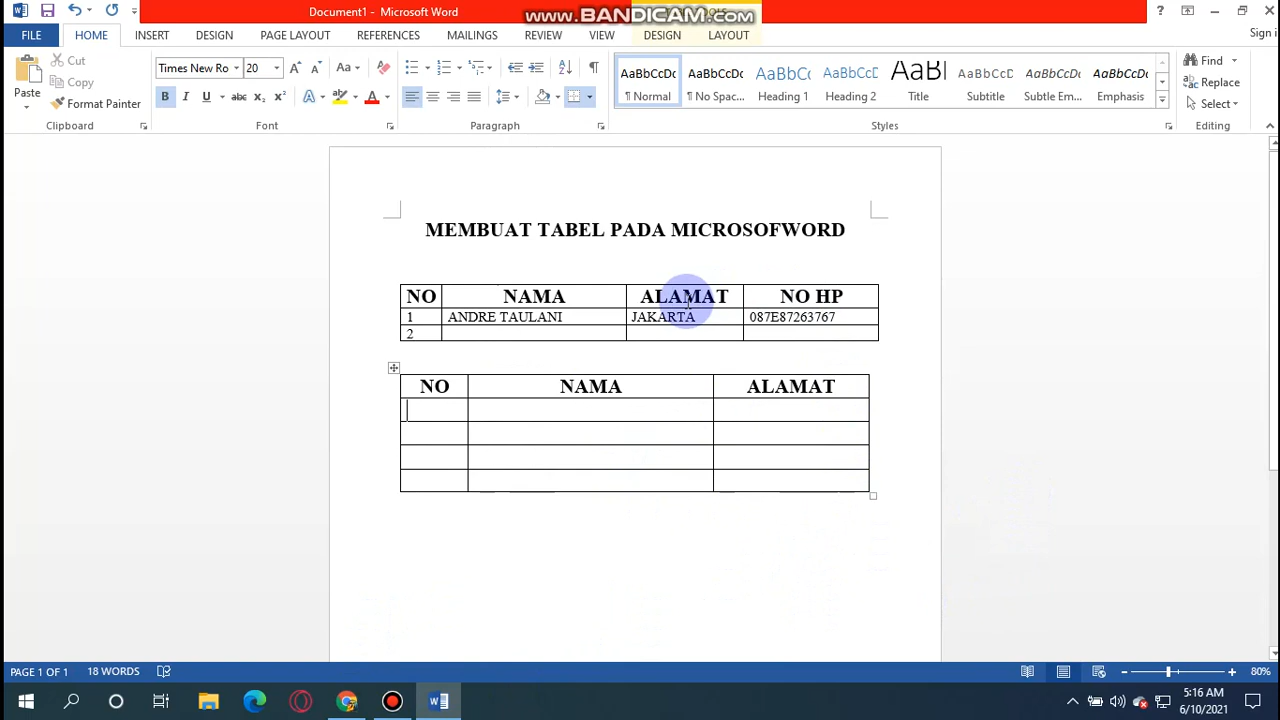 Document1 - Microsoft Word
www.BANDICAM.com
Sign i
FILE HOME INSERT DESIGN PAGE LAYOUT REFERENCES MAILINGS REVIEW VIEW DESIGN LAYOUT
Paste
Cut
Copy
Format Painter
Clipboard
Times New Ro 20
Font
Paragraph
AaBbCcDc
¶ Normal
AaBbCcDc
¶ No Spac...
AaBbCc
Heading 1
AaBbCc
Heading 2
AaBl
Title
AaBbCcD
Subtitle
AaBbCcDc
Subtle Em...
AaBbCcDc
Emphasis
Styles
Find
Replace
Select
Editing
MEMBUAT TABEL PADA MICROSOFWORD
NO NAMA ALAMAT NO HP
1 ANDRE TAULANI JAKARTA 087E87263767
2
NO NAMA ALAMAT
PAGE 1 OF 1 18 WORDS 80%
5:16 AM
6/10/2021